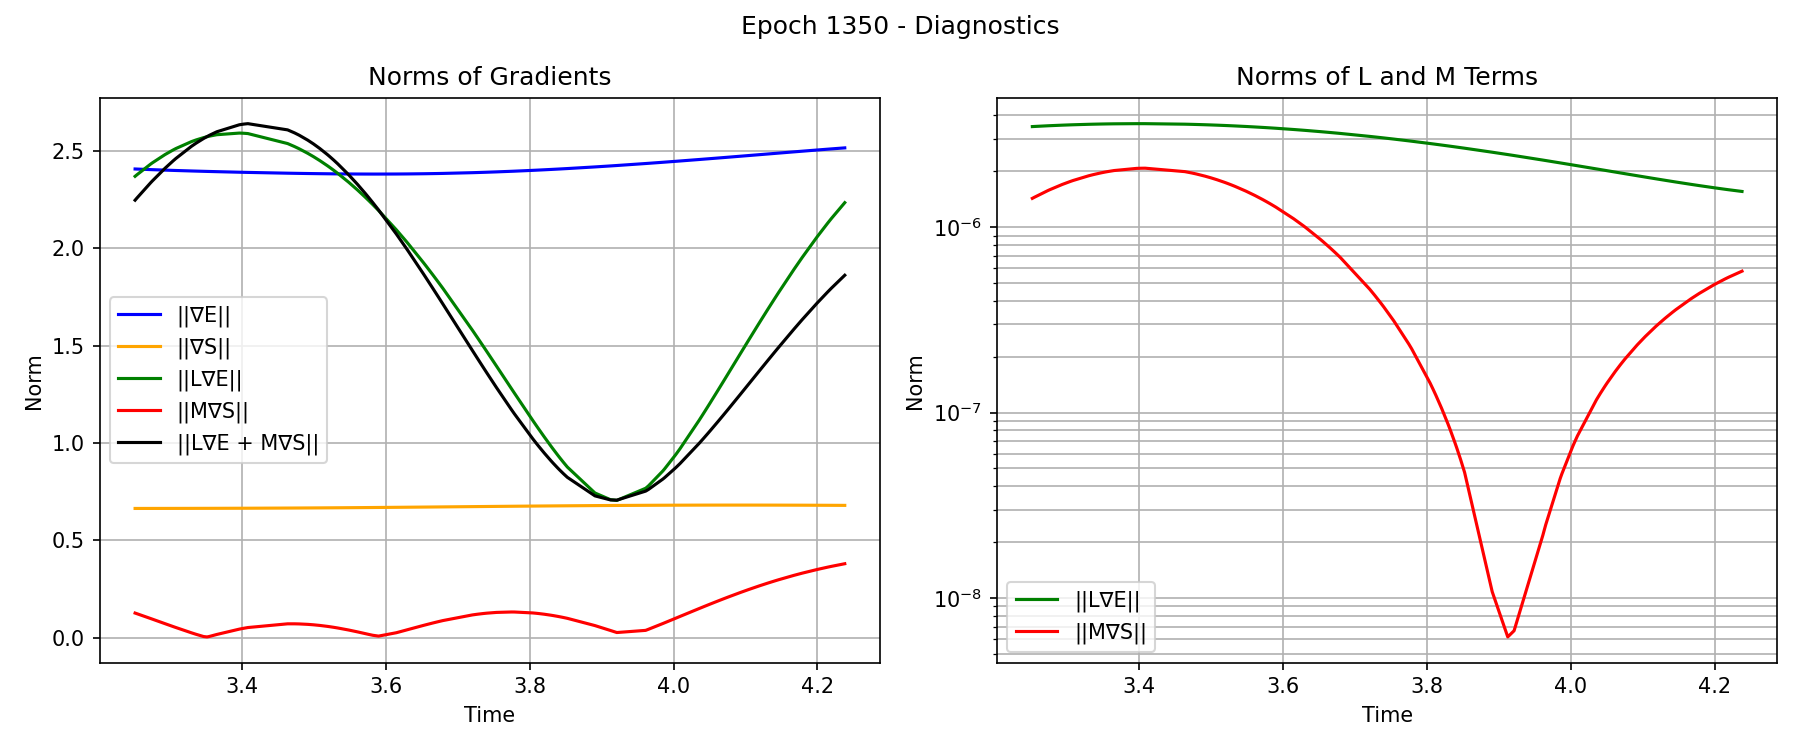 Epoch 1350 - Diagnostics
Norms of Gradients
2.5
2.0
1.5
1.0
0.5
0.0
Norm
||∇E||
||∇S||
||L∇E||
||M∇S||
||L∇E + M∇S||
3.4
3.6
3.8
4.0
4.2
Time
Norms of L and M Terms
10⁻⁶
10⁻⁷
10⁻⁸
Norm
||L∇E||
||M∇S||
3.4
3.6
3.8
4.0
4.2
Time